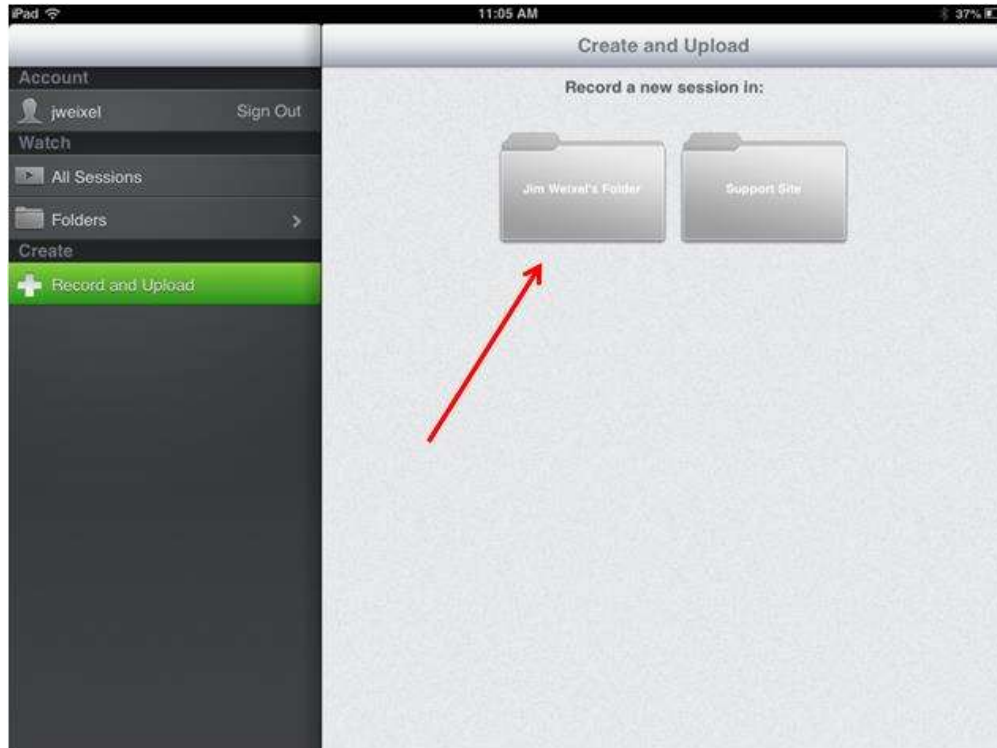 iPad 11:05 AM 37%
Create and Upload
Account
jweixel Sign Out
Watch
All Sessions
Folders
Create
Record and Upload
Record a new session in:
Jim Weixel's Folder Support Site